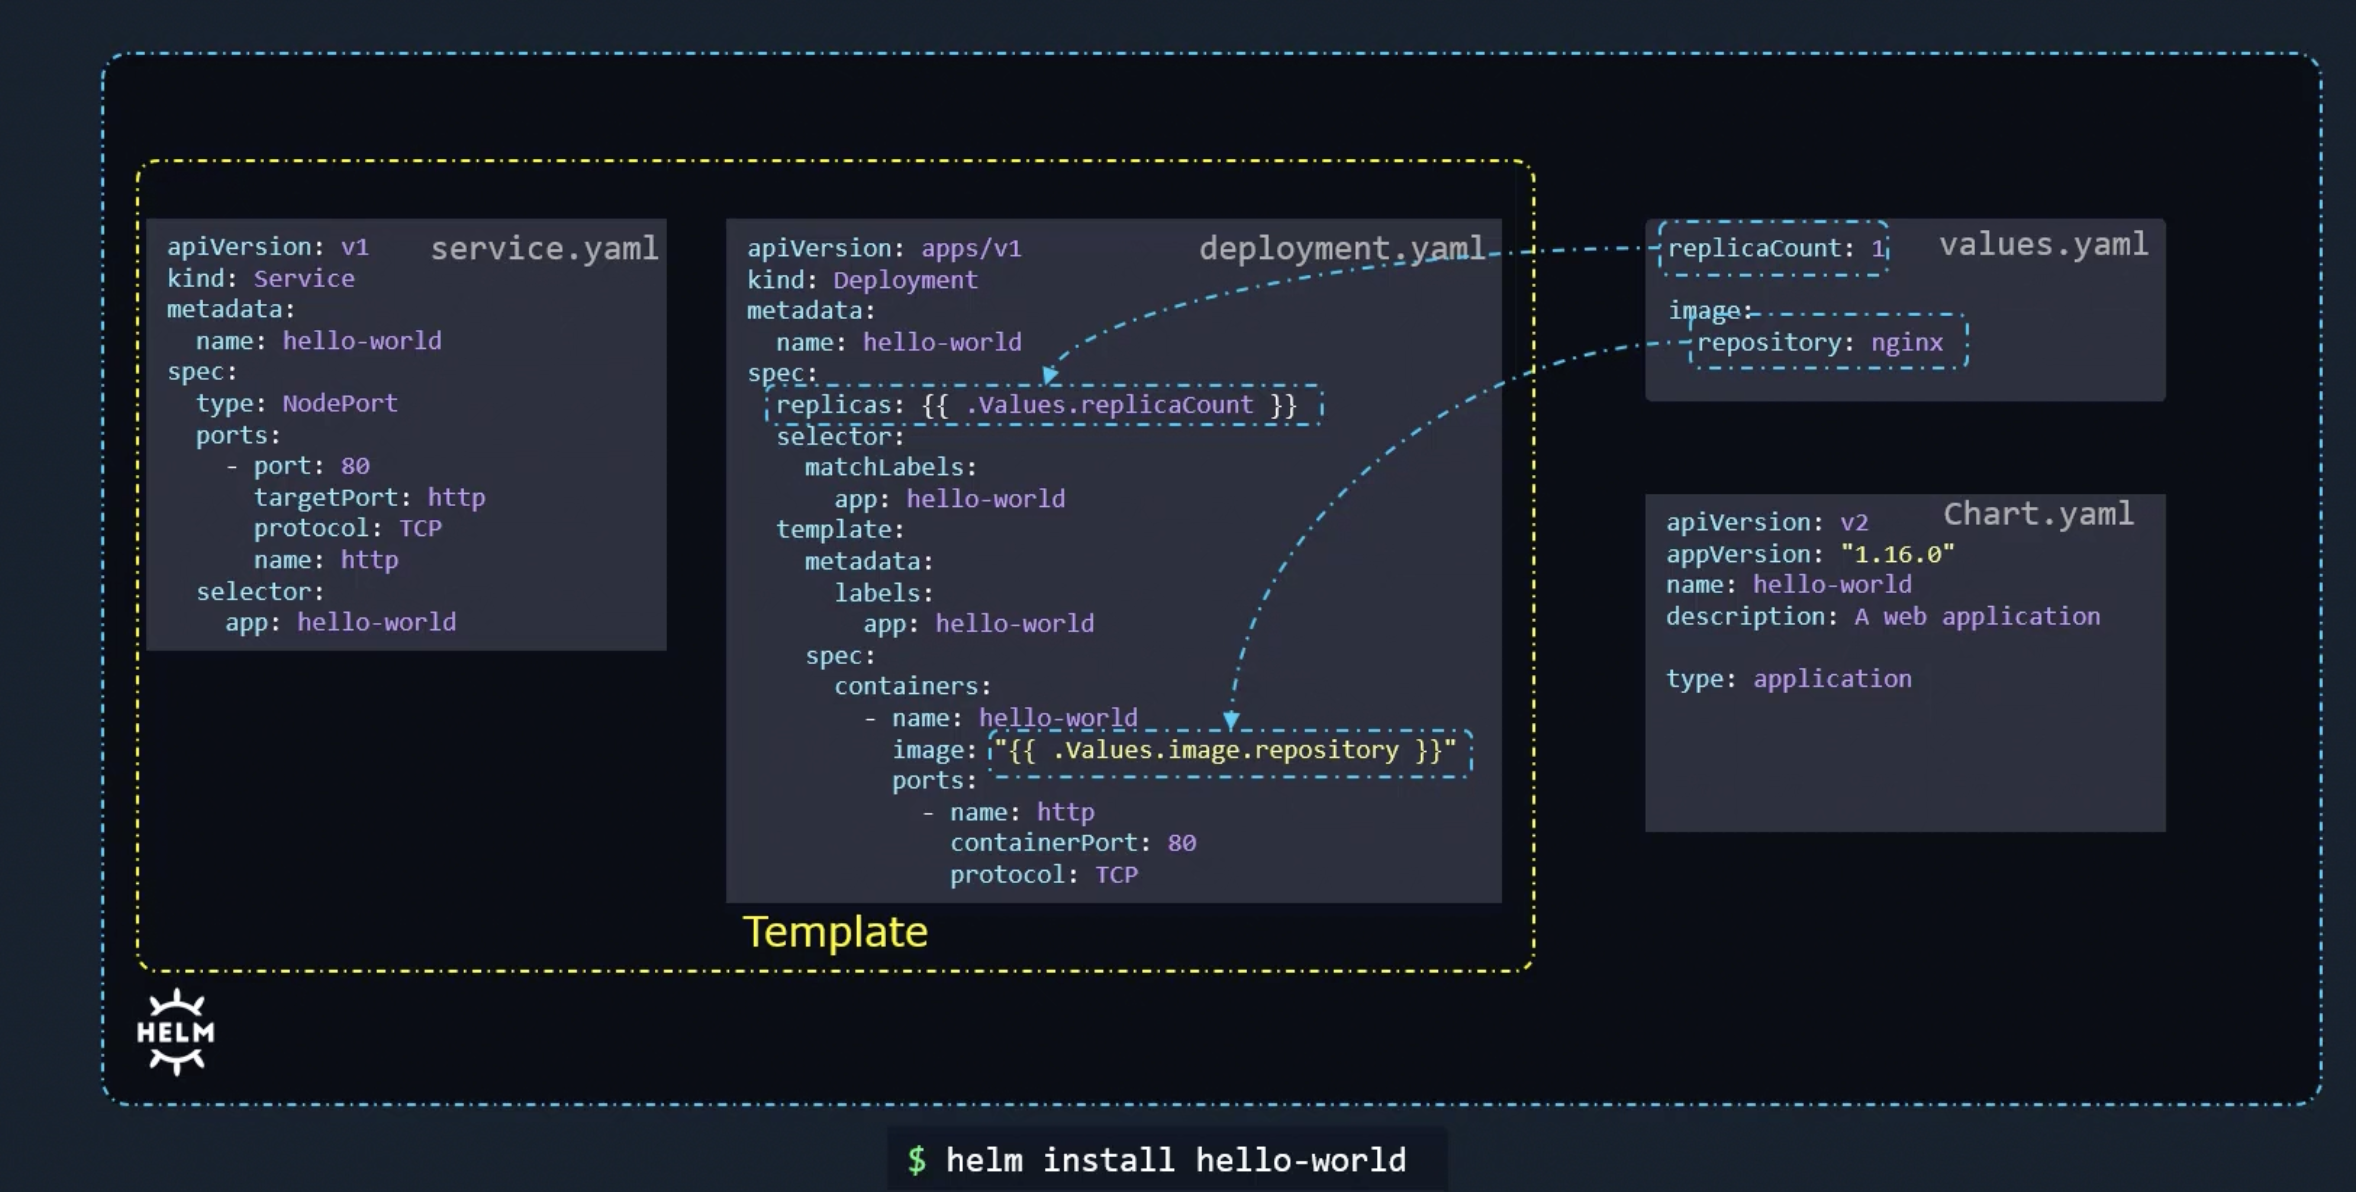 service.yaml
apiVersion: v1
kind: Service
metadata:
  name: hello-world
spec:
  type: NodePort
  ports:
    - port: 80
      targetPort: http
      protocol: TCP
      name: http
  selector:
    app: hello-world
deployment.yaml
apiVersion: apps/v1
kind: Deployment
metadata:
  name: hello-world
spec:
  replicas: {{ .Values.replicaCount }}
  selector:
    matchLabels:
      app: hello-world
  template:
    metadata:
      labels:
        app: hello-world
    spec:
      containers:
        - name: hello-world
          image: "{{ .Values.image.repository }}"
          ports:
            - name: http
              containerPort: 80
              protocol: TCP
Template
values.yaml
replicaCount: 1
image:
  repository: nginx
Chart.yaml
apiVersion: v2
appVersion: "1.16.0"
name: hello-world
description: A web application
type: application
HELM
$ helm install hello-world